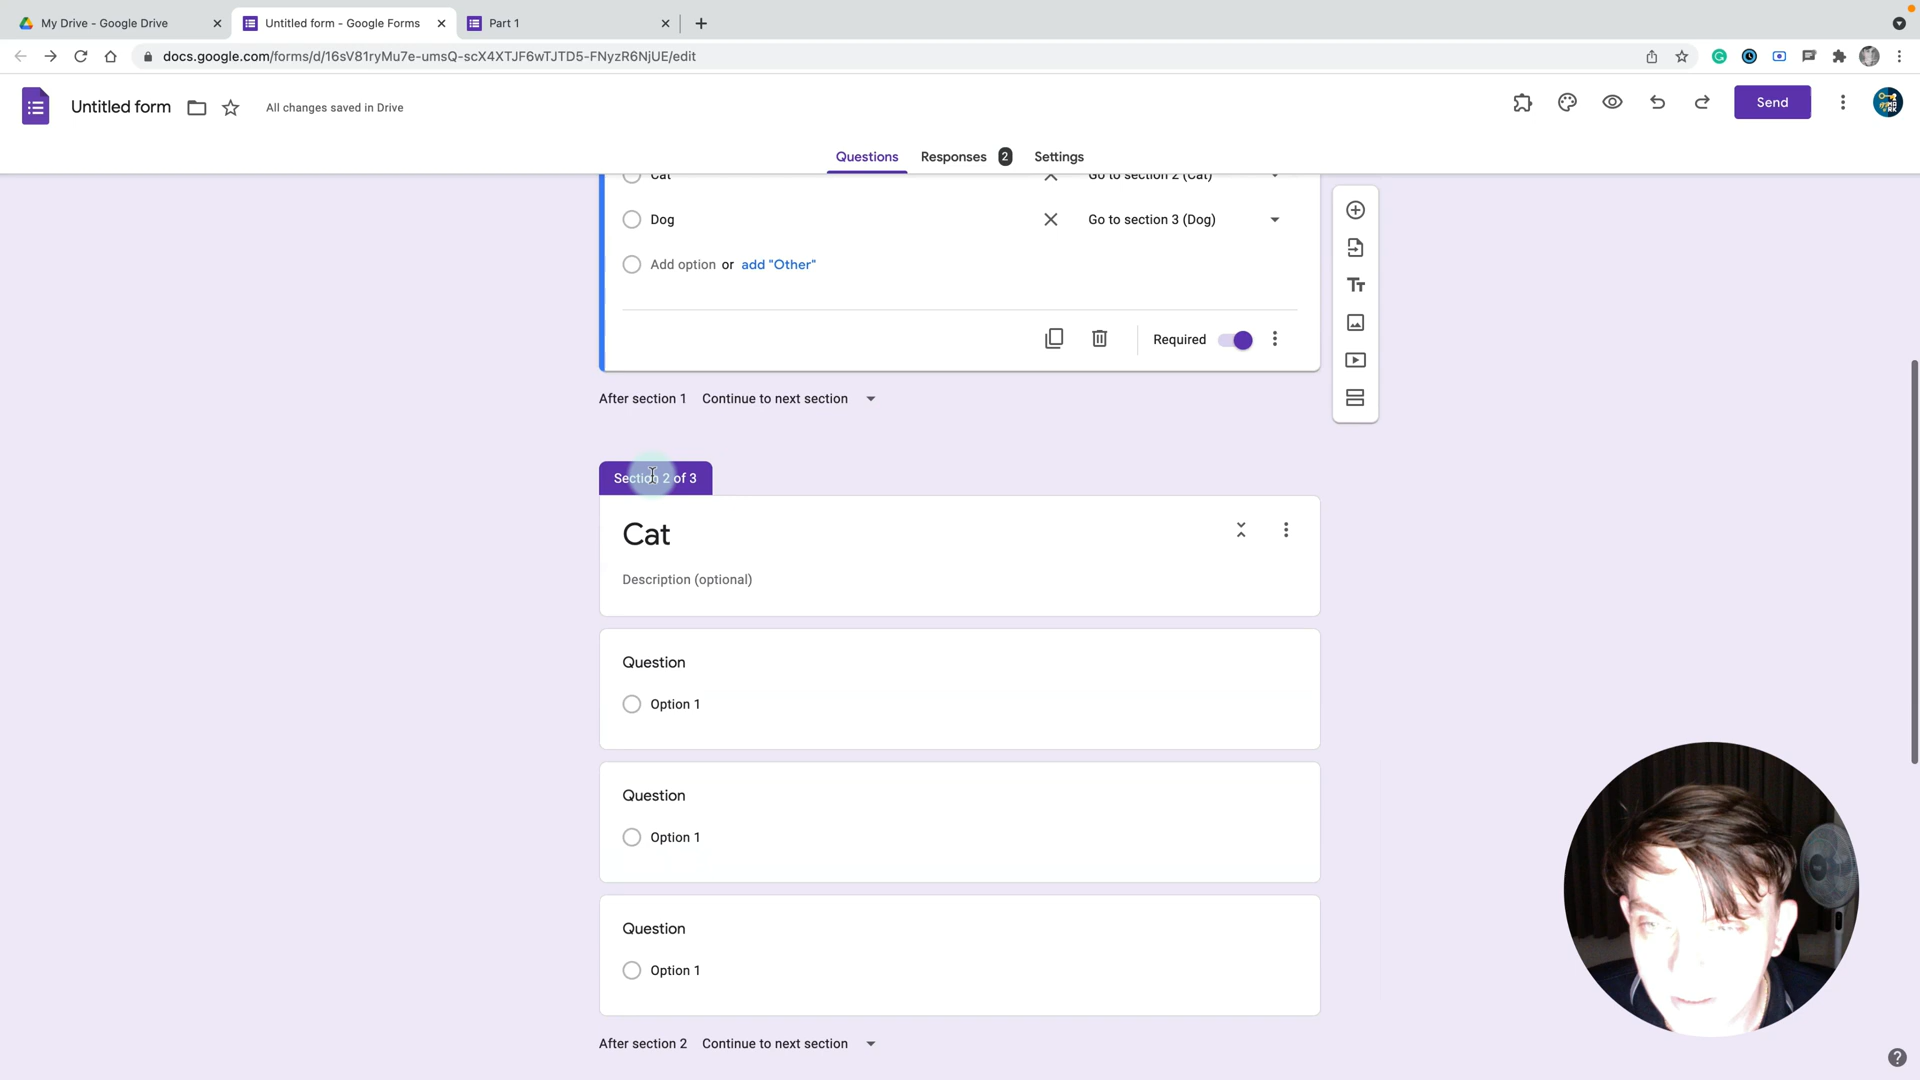 My Drive - Google Drive
Untitled form - Google Forms
Part 1
docs.google.com/forms/d/16sV81ryMu7e-umsQ-scX4XTJF6wTJTD5-FNyzR6NjUE/edit
Untitled form
All changes saved in Drive
Send
Questions
Responses 2
Settings
Cat
Go to section 2 (Cat)
Dog
Go to section 3 (Dog)
Add option or add "Other"
Required
After section 1 Continue to next section
Section 2 of 3
Cat
Description (optional)
Question
Option 1
Question
Option 1
Question
Option 1
After section 2 Continue to next section